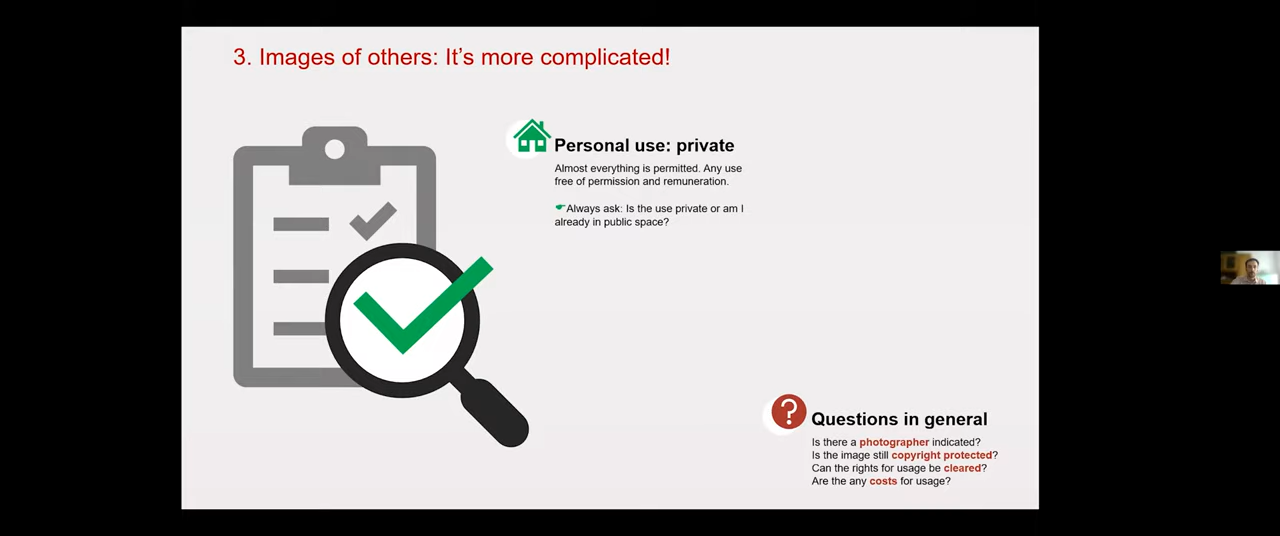 3. Images of others: It's more complicated!
Personal use: private
Almost everything is permitted. Any use
free of permission and remuneration.
Always ask: Is the use private or am I
already in public space?
Questions in general
Is there a photographer indicated?
Is the image still copyright protected?
Can the rights for usage be cleared?
Are the any costs for usage?